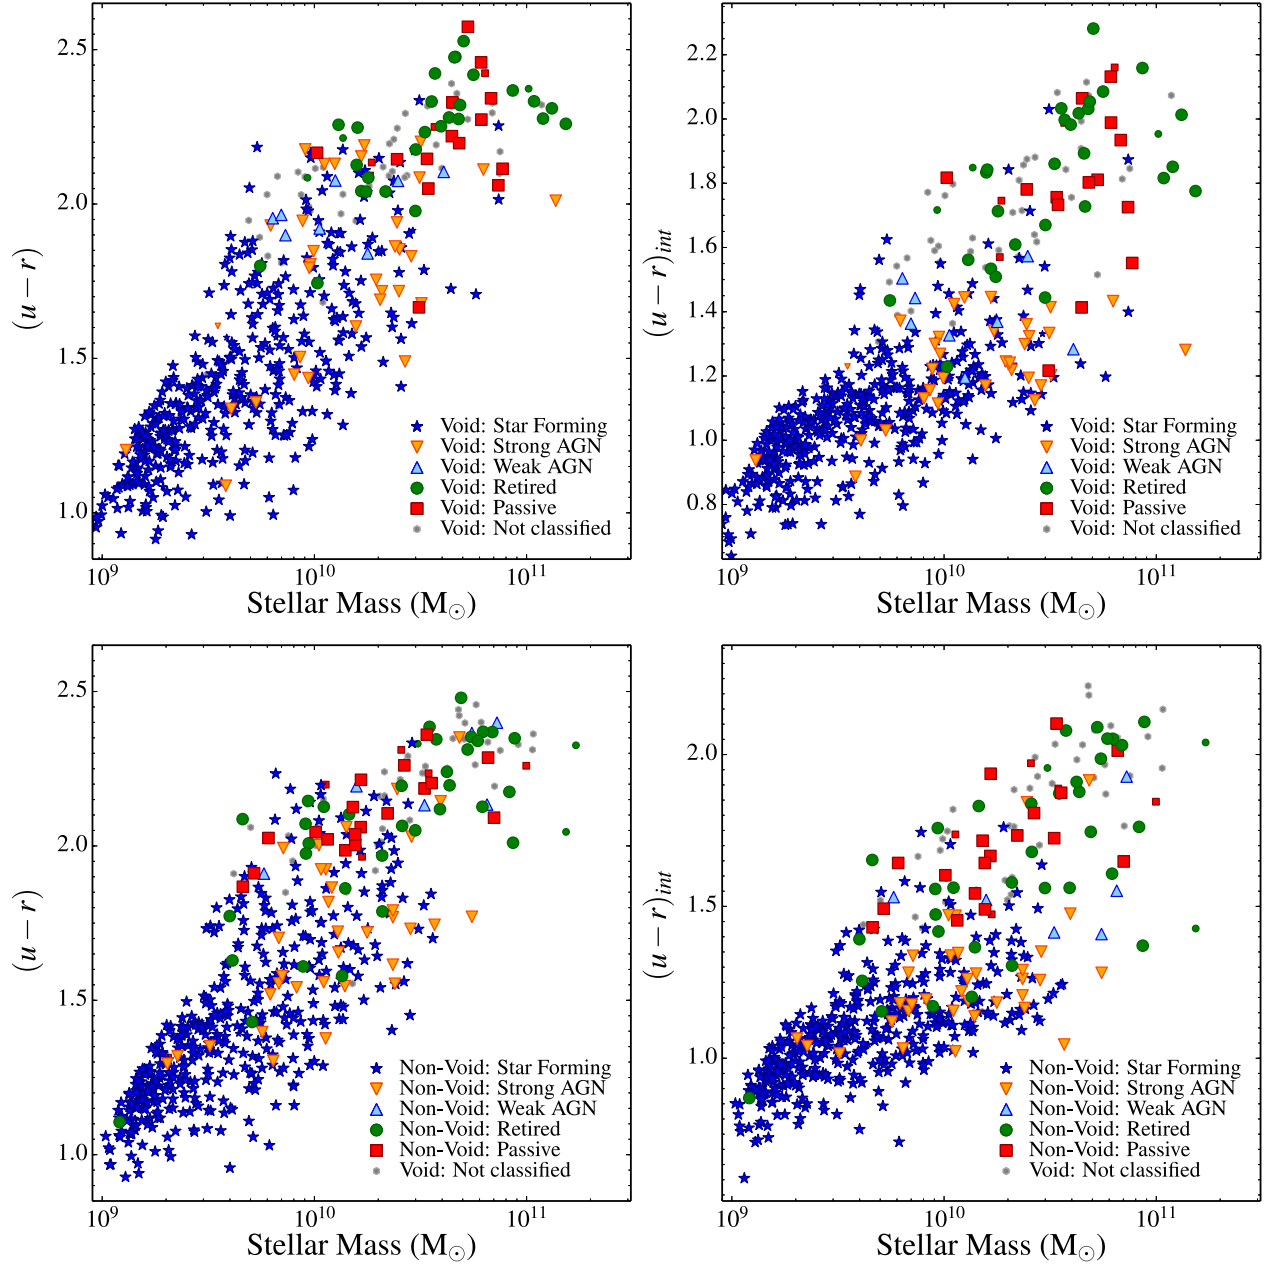 2.5
2.0
1.5
1.0
(u − r)
10^9
10^10
10^11
Stellar Mass (M☉)
Void: Star Forming
Void: Strong AGN
Void: Weak AGN
Void: Retired
Void: Passive
Void: Not classified
2.2
2.0
1.8
1.6
1.4
1.2
1.0
0.8
(u − r)int
10^9
10^10
10^11
Stellar Mass (M☉)
Void: Star Forming
Void: Strong AGN
Void: Weak AGN
Void: Retired
Void: Passive
Void: Not classified
2.5
2.0
1.5
1.0
(u − r)
10^9
10^10
10^11
Stellar Mass (M☉)
Non-Void: Star Forming
Non-Void: Strong AGN
Non-Void: Weak AGN
Non-Void: Retired
Non-Void: Passive
Void: Not classified
2.0
1.5
1.0
(u − r)int
10^9
10^10
10^11
Stellar Mass (M☉)
Non-Void: Star Forming
Non-Void: Strong AGN
Non-Void: Weak AGN
Non-Void: Retired
Non-Void: Passive
Void: Not classified